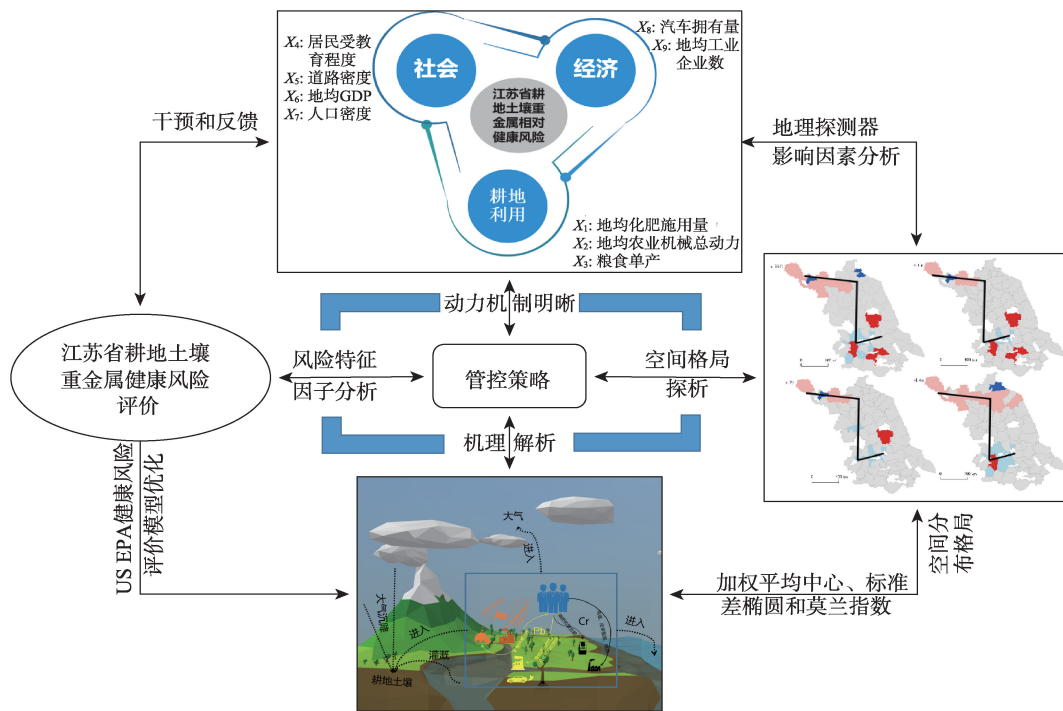 X₄: 居民受教
育程度
X₅: 道路密度
X₆: 地均GDP
X₇: 人口密度
社会
经济
X₈: 汽车拥有量
X₉: 地均工业
企业数
江苏省耕
地土壤重
金属相对
健康风险
耕地
利用
X₁: 地均化肥施用量
X₂: 地均农业机械总动力
X₃: 粮食单产
干预和反馈
地理探测器
影响因素分析
动力机制明晰
江苏省耕地土壤
重金属健康风险
评价
风险特征
因子分析
管控策略
空间格局
探析
机理解析
US EPA健康风险
评价模型优化
空间分
布格局
加权平均中心、标准
差椭圆和莫兰指数
大气
进入
大气沉降
进入
灌溉
耕地土壤
Cr
进入